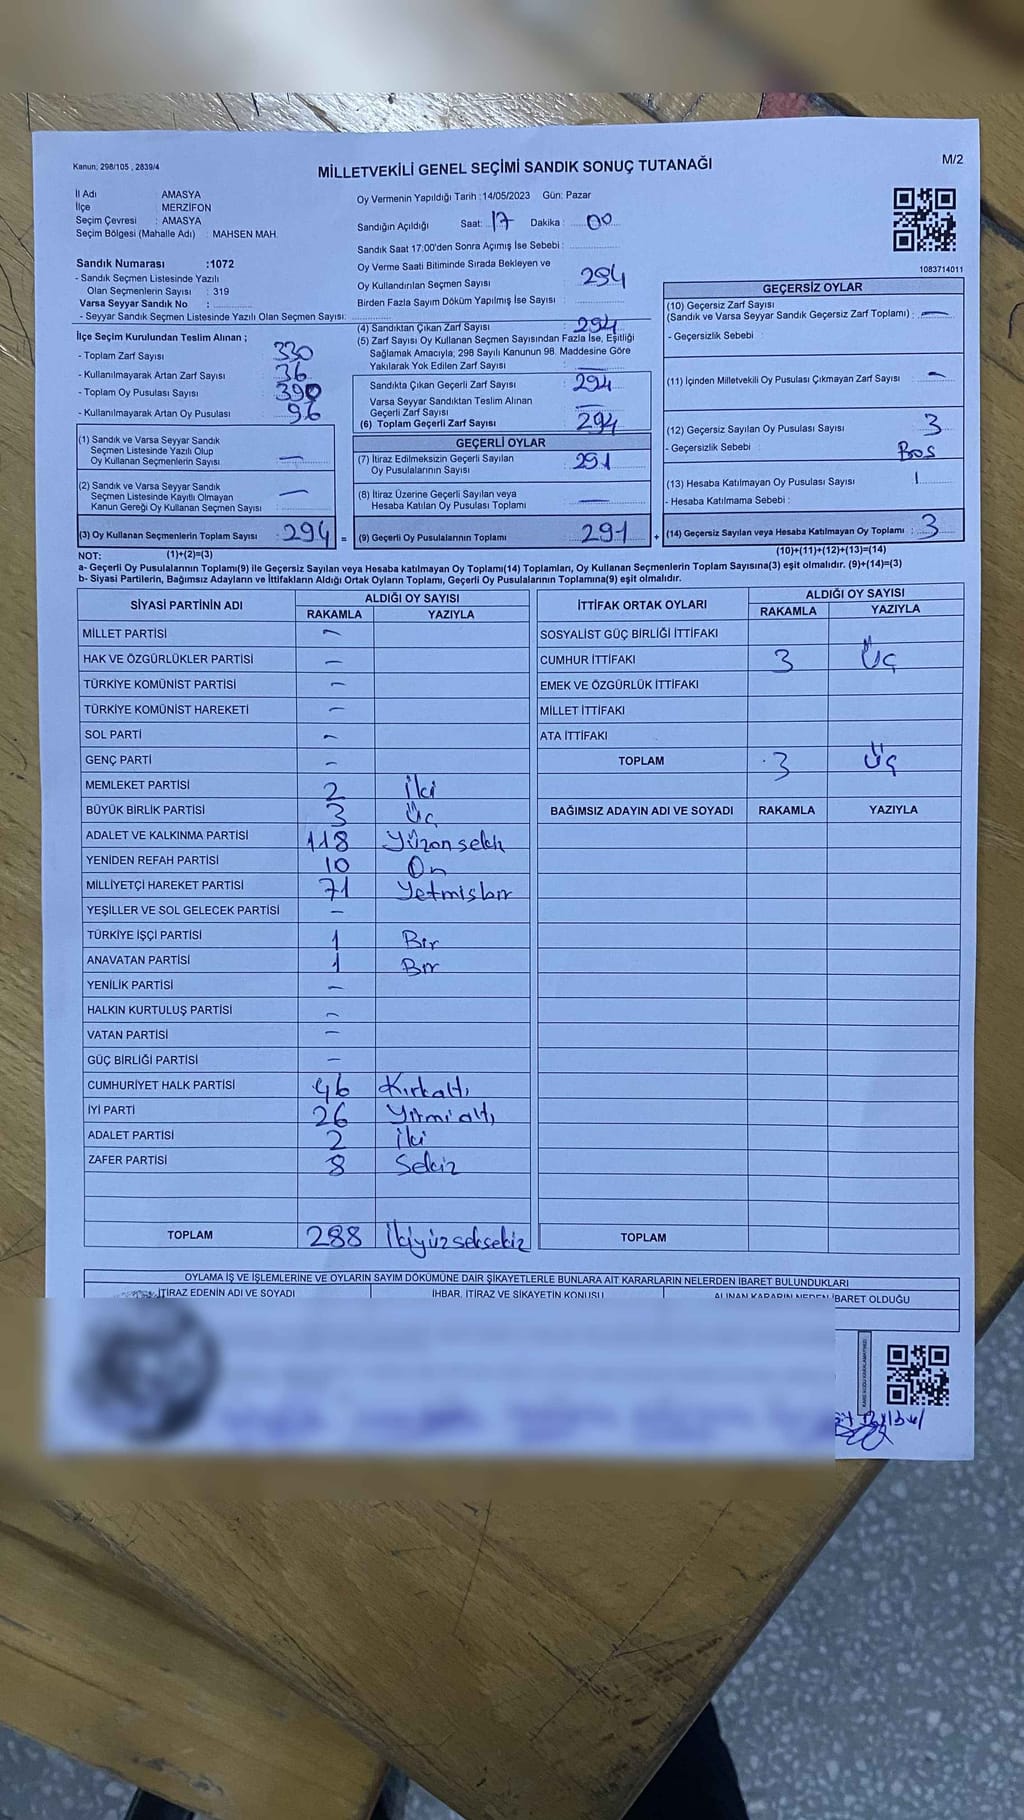 Kanun; 298/105 , 2839/4
M/2
MİLLETVEKİLİ GENEL SEÇİMİ SANDIK SONUÇ TUTANAĞI
İl Adı AMASYA
İlçe MERZİFON
Seçim Çevresi : AMASYA
Seçim Bölgesi (Mahalle Adı) : MAHSEN MAH.
Sandık Numarası :1072
- Sandık Seçmen Listesinde Yazılı
Olan Seçmenlerin Sayısı : 319
Varsa Seyyar Sandık No :
- Seyyar Sandık Seçmen Listesinde Yazılı Olan Seçmen Sayısı:
Oy Vermenin Yapıldığı Tarih :14/05/2023 Gün: Pazar
Sandığın Açıldığı Saat: 17 Dakika : 00
Sandık Saat 17:00'den Sonra Açımış İse Sebebi :
Oy Verme Saati Bitiminde Sırada Bekleyen ve
Oy Kullandırılan Seçmen Sayısı 294
Birden Fazla Sayım Döküm Yapılmış İse Sayısı :
1083714011
İlçe Seçim Kurulundan Teslim Alınan ;
- Toplam Zarf Sayısı 330
- Kullanılmayarak Artan Zarf Sayısı : 36
- Toplam Oy Pusulası Sayısı : 390
- Kullanılmayarak Artan Oy Pusulası : 96
(1) Sandık ve Varsa Seyyar Sandık
Seçmen Listesinde Yazılı Olup
Oy Kullanan Seçmenlerin Sayısı : —
(2) Sandık ve Varsa Seyyar Sandık
Seçmen Listesinde Kayıtlı Olmayan
Kanun Gereği Oy Kullanan Seçmen Sayısı : —
(3) Oy Kullanan Seçmenlerin Toplam Sayısı : 294 =
(4) Sandıktan Çıkan Zarf Sayısı : 294
(5) Zarf Sayısı Oy Kullanan Seçmen Sayısından Fazla İse, Eşitliği
Sağlamak Amacıyla; 298 Sayılı Kanunun 98. Maddesine Göre
Yakılarak Yok Edilen Zarf Sayısı : —
Sandıkta Çıkan Geçerli Zarf Sayısı : 294
Varsa Seyyar Sandıktan Teslim Alınan
Geçerli Zarf Sayısı : —
(6) Toplam Geçerli Zarf Sayısı : 294
GEÇERLİ OYLAR
(7) İtiraz Edilmeksizin Geçerli Sayılan
Oy Pusulalarının Sayısı : 291
(8) İtiraz Üzerine Geçerli Sayılan veya
Hesaba Katılan Oy Pusulası Toplamı : —
(9) Geçerli Oy Pusulalarının Toplamı : 291 +
GEÇERSİZ OYLAR
(10) Geçersiz Zarf Sayısı
(Sandık ve Varsa Seyyar Sandık Geçersiz Zarf Toplamı) : —
- Geçersizlik Sebebi :
(11) İçinden Milletvekili Oy Pusulası Çıkmayan Zarf Sayısı : —
(12) Geçersiz Sayılan Oy Pusulası Sayısı : 3
- Geçersizlik Sebebi : Boş
(13) Hesaba Katılmayan Oy Pusulası Sayısı :
- Hesaba Katılmama Sebebi :
(14) Geçersiz Sayılan veya Hesaba Katılmayan Oy Toplamı : 3
NOT: (1)+(2)=(3)
(10)+(11)+(12)+(13)=(14)
a- Geçerli Oy Pusulalarının Toplamı(9) ile Geçersiz Sayılan veya Hesaba katılmayan Oy Toplamı(14) Toplamları, Oy Kullanan Seçmenlerin Toplam Sayısına(3) eşit olmalıdır. (9)+(14)=(3)
b- Siyasi Partilerin, Bağımsız Adayların ve İttifakların Aldığı Ortak Oyların Toplamı, Geçerli Oy Pusulalarının Toplamına(9) eşit olmalıdır.
SİYASİ PARTİNİN ADI ALDIĞI OY SAYISI
RAKAMLA YAZIYLA
MİLLET PARTİSİ —
HAK VE ÖZGÜRLÜKLER PARTİSİ —
TÜRKİYE KOMÜNİST PARTİSİ —
TÜRKİYE KOMÜNİST HAREKETİ —
SOL PARTİ —
GENÇ PARTİ —
MEMLEKET PARTİSİ 2 İki
BÜYÜK BİRLİK PARTİSİ 3 Üç
ADALET VE KALKINMA PARTİSİ 118 Yüzonsekiz
YENİDEN REFAH PARTİSİ 10 On
MİLLİYETÇİ HAREKET PARTİSİ 71 Yetmişbir
YEŞİLLER VE SOL GELECEK PARTİSİ —
TÜRKİYE İŞÇİ PARTİSİ 1 Bir
ANAVATAN PARTİSİ 1 Bir
YENİLİK PARTİSİ —
HALKIN KURTULUŞ PARTİSİ —
VATAN PARTİSİ —
GÜÇ BİRLİĞİ PARTİSİ —
CUMHURİYET HALK PARTİSİ 46 Kırkaltı
İYİ PARTİ 26 Yirmialtı
ADALET PARTİSİ 2 İki
ZAFER PARTİSİ 8 Sekiz
TOPLAM 288 İkiyüzseksekiz
İTTİFAK ORTAK OYLARI ALDIĞI OY SAYISI
RAKAMLA YAZIYLA
SOSYALİST GÜÇ BİRLİĞİ İTTİFAKI
CUMHUR İTTİFAKI 3 Üç
EMEK VE ÖZGÜRLÜK İTTİFAKI
MİLLET İTTİFAKI
ATA İTTİFAKI
TOPLAM 3 Üç
BAĞIMSIZ ADAYIN ADI VE SOYADI RAKAMLA YAZIYLA
TOPLAM
OYLAMA İŞ VE İŞLEMLERİNE VE OYLARIN SAYIM DÖKÜMÜNE DAİR ŞİKAYETLERLE BUNLARA AİT KARARLARIN NELERDEN İBARET BULUNDUKLARI
İTİRAZ EDENİN ADI VE SOYADI İHBAR, İTİRAZ VE ŞİKAYETİN KONUSU ALINAN KARARIN NEDEN İBARET OLDUĞU